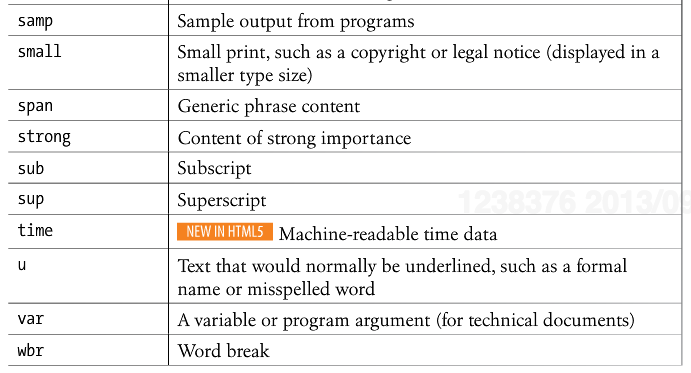 samp Sample output from programs
small Small print, such as a copyright or legal notice (displayed in a
smaller type size)
span Generic phrase content
strong Content of strong importance
sub Subscript
sup Superscript
1238376 2013/09
time NEW IN HTML5 Machine-readable time data
u Text that would normally be underlined, such as a formal
name or misspelled word
var A variable or program argument (for technical documents)
wbr Word break